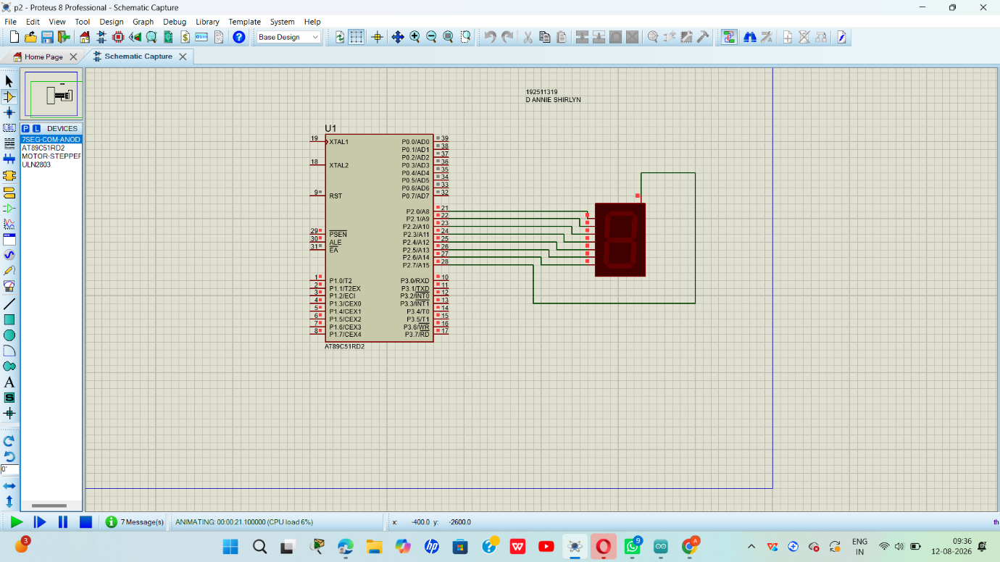 p2 - Proteus 8 Professional - Schematic Capture
File Edit View Tool Design Graph Debug Library Template System Help
Base Design
Home Page Schematic Capture
192511319
D ANNIE SHIRLYN
LBL
P L DEVICES
7SEG-COM-ANOD
AT89C51RD2
MOTOR-STEPPER
ULN2803
U1
19 XTAL1 P0.0/AD0 39
P0.1/AD1 38
P0.2/AD2 37
18 XTAL2 P0.3/AD3 36
P0.4/AD4 35
P0.5/AD5 34
P0.6/AD6 33
9 RST P0.7/AD7 32
P2.0/A8 21
P2.1/A9 22
P2.2/A10 23
29 PSEN P2.3/A11 24
30 ALE P2.4/A12 25
31 EA P2.5/A13 26
P2.6/A14 27
P2.7/A15 28
1 P1.0/T2 P3.0/RXD 10
2 P1.1/T2EX P3.1/TXD 11
3 P1.2/ECI P3.2/INT0 12
4 P1.3/CEX0 P3.3/INT1 13
5 P1.4/CEX1 P3.4/T0 14
6 P1.5/CEX2 P3.5/T1 15
7 P1.6/CEX3 P3.6/WR 16
8 P1.7/CEX4 P3.7/RD 17
AT89C51RD2
A
S
0°
7 Message(s) ANIMATING: 00:00:21.100000 (CPU load 6%) x: -400.0 y: -2600.0 th
3 hp W 9 A ENG 09:36
IN 12-08-2026